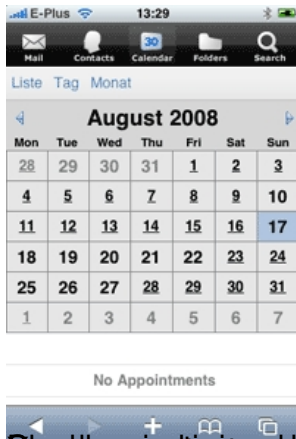 E-Plus 13:29
30
Mail Contacts Calendar Folders Search
Liste Tag Monat
August 2008
Mon Tue Wed Thu Fri Sat Sun
28 29 30 31 1 2 3
4 5 6 7 8 9 10
11 12 13 14 15 16 17
18 19 20 21 22 23 24
25 26 27 28 29 30 31
1 2 3 4 5 6 7
No Appointments